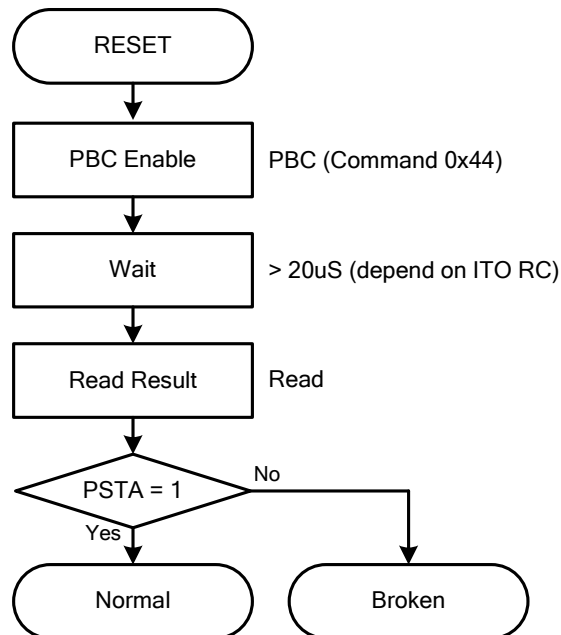 RESET
PBC Enable
PBC (Command 0x44)
Wait
> 20uS (depend on ITO RC)
Read Result
Read
PSTA = 1
No
Yes
Normal
Broken